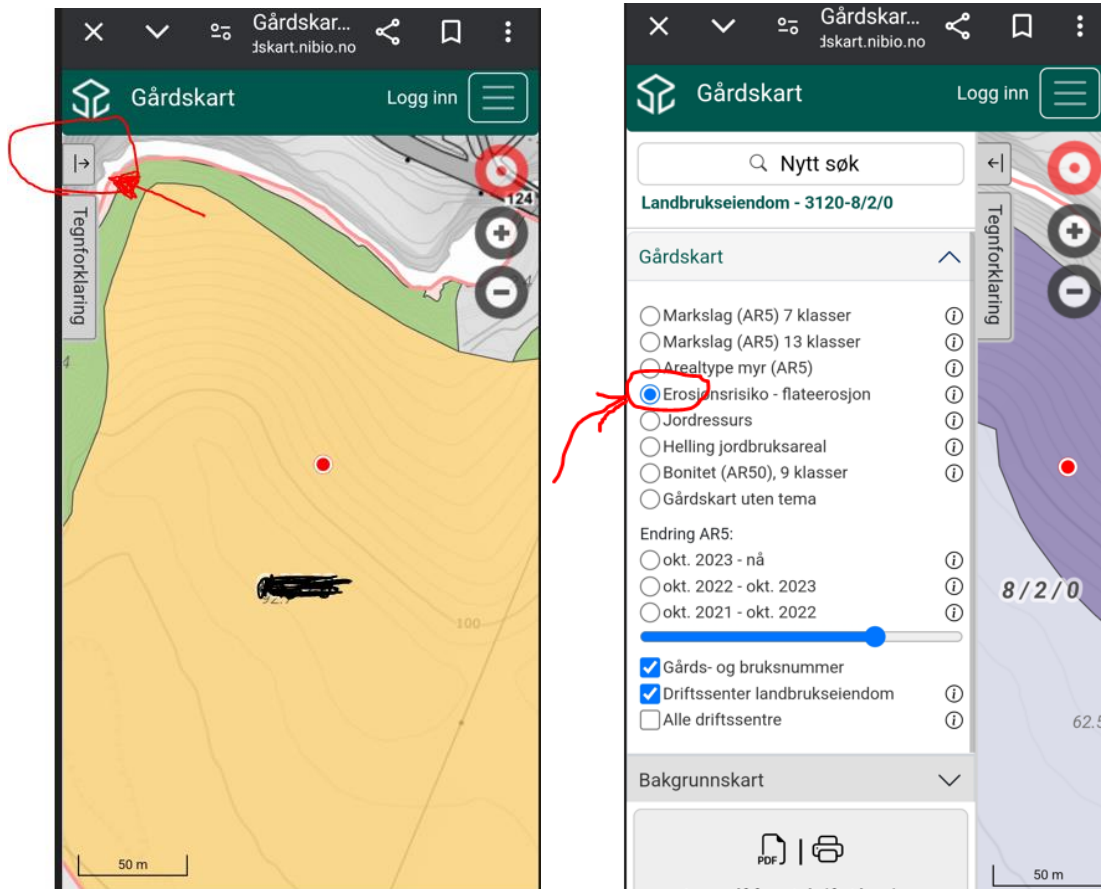 Gårdskar...
dskart.nibio.no
Gårdskart
Logg inn
124
Tegnforklaring
100
50 m
Gårdskar...
dskart.nibio.no
Gårdskart
Logg inn
Nytt søk
Landbrukseiendom - 3120-8/2/0
Gårdskart
Markslag (AR5) 7 klasser
Markslag (AR5) 13 klasser
Arealtype myr (AR5)
Erosjonsrisiko - flateerosjon
Jordressurs
Helling jordbruksareal
Bonitet (AR50), 9 klasser
Gårdskart uten tema
Endring AR5:
okt. 2023 - nå
okt. 2022 - okt. 2023
okt. 2021 - okt. 2022
Gårds- og bruksnummer
Driftssenter landbrukseiendom
Alle driftssentre
Bakgrunnskart
PDF
Tegnforklaring
8/2/0
62.5
50 m